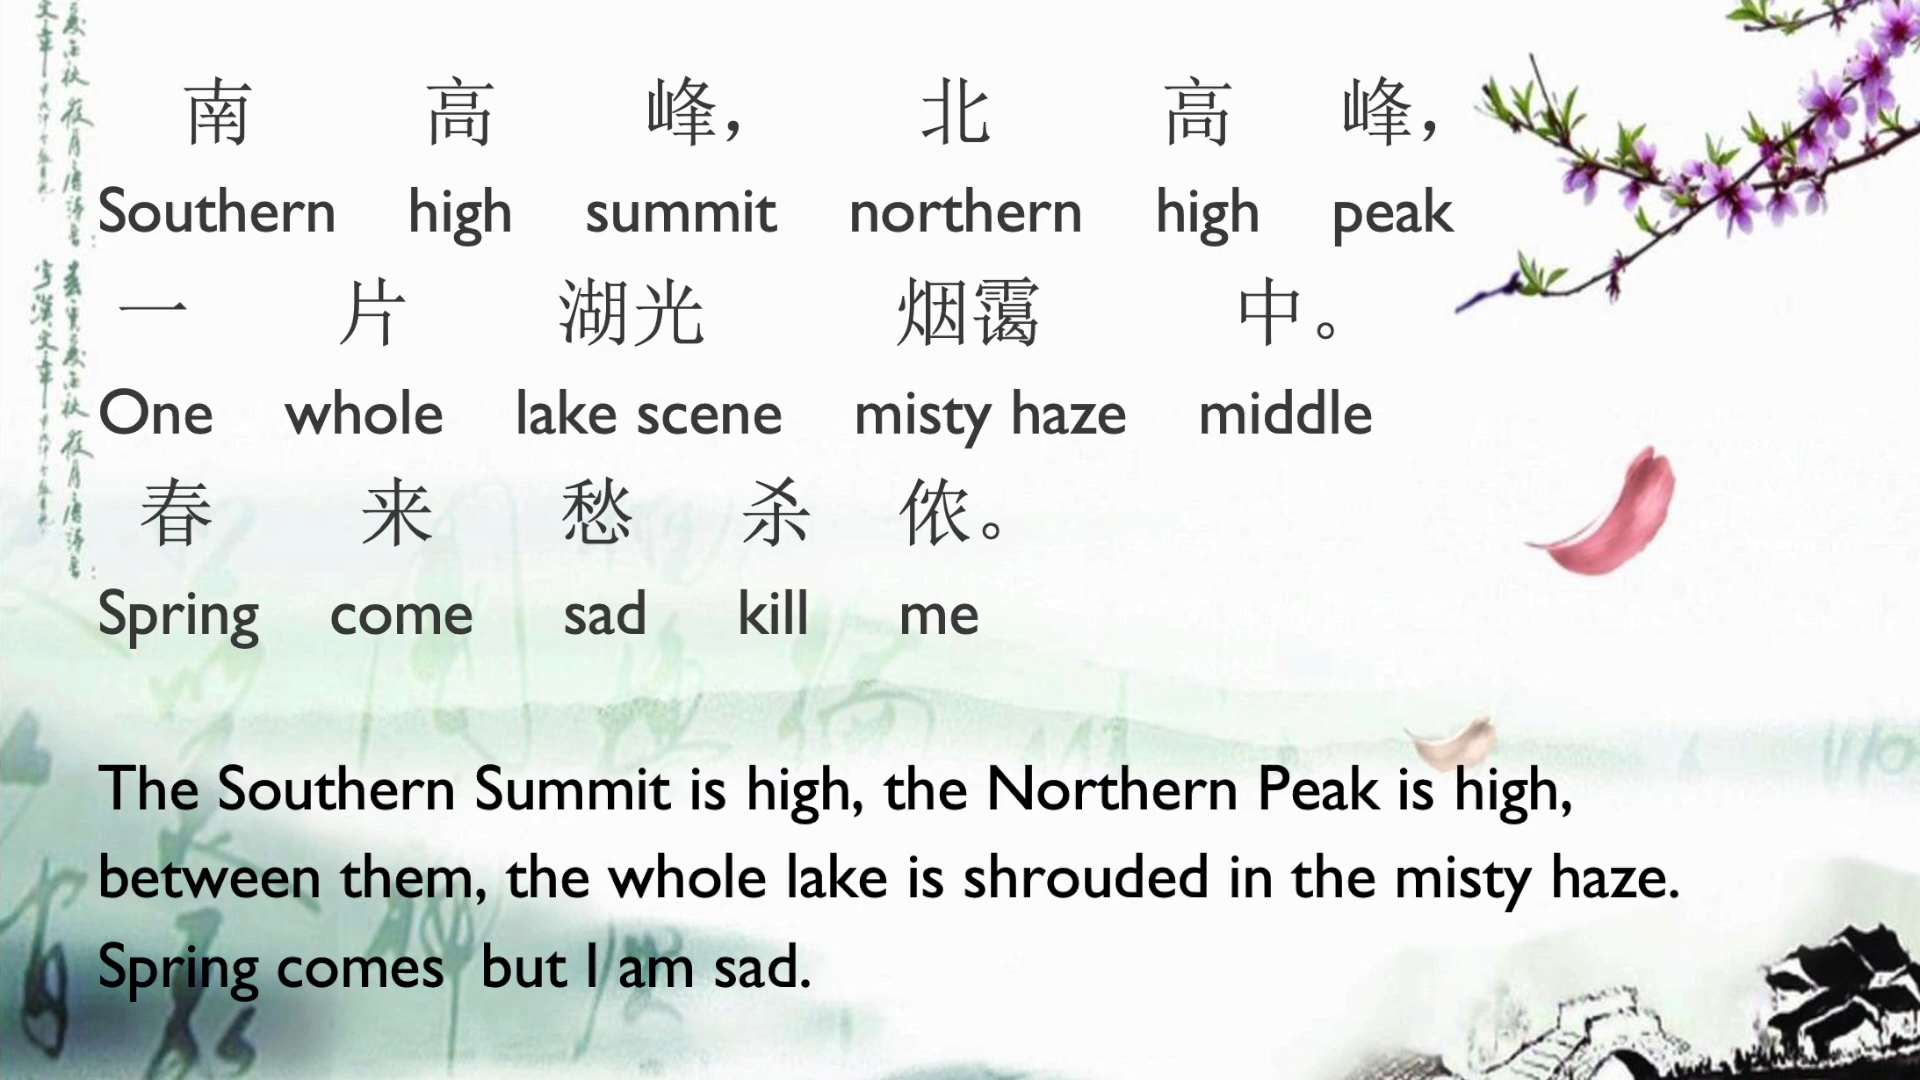 南 高 峰， 北 高 峰，
Southern high summit northern high peak
一 片 湖光 烟霭 中。
One whole lake scene misty haze middle
春 来 愁 杀 侬。
Spring come sad kill me
The Southern Summit is high, the Northern Peak is high,
between them, the whole lake is shrouded in the misty haze.
Spring comes but I am sad.